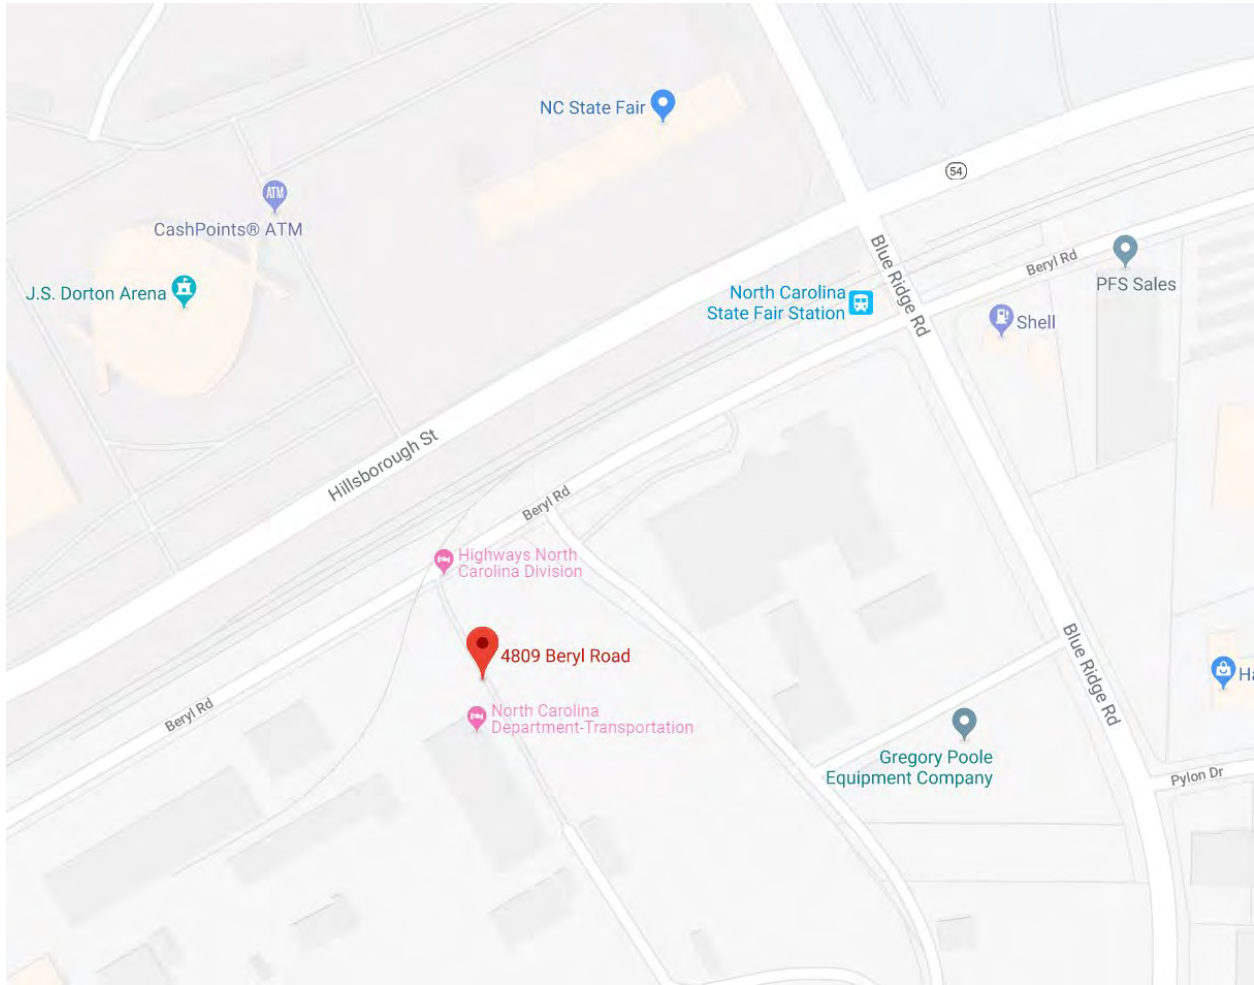 NC State Fair
54
ATM
CashPoints® ATM
Blue Ridge Rd
Beryl Rd
PFS Sales
J.S. Dorton Arena
North Carolina
State Fair Station
Shell
Hillsborough St
Beryl Rd
Highways North
Carolina Division
4809 Beryl Road
Blue Ridge Rd
Ha
Beryl Rd
North Carolina
Department-Transportation
Gregory Poole
Equipment Company
Pylon Dr